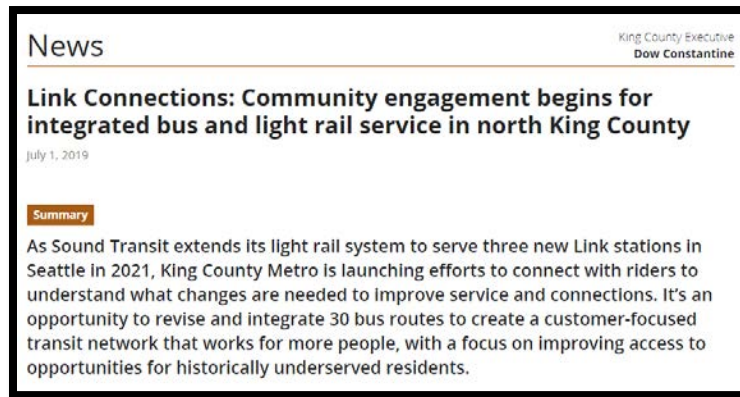 News
King County Executive
Dow Constantine
Link Connections: Community engagement begins for
integrated bus and light rail service in north King County
July 1, 2019
Summary
As Sound Transit extends its light rail system to serve three new Link stations in
Seattle in 2021, King County Metro is launching efforts to connect with riders to
understand what changes are needed to improve service and connections. It's an
opportunity to revise and integrate 30 bus routes to create a customer-focused
transit network that works for more people, with a focus on improving access to
opportunities for historically underserved residents.